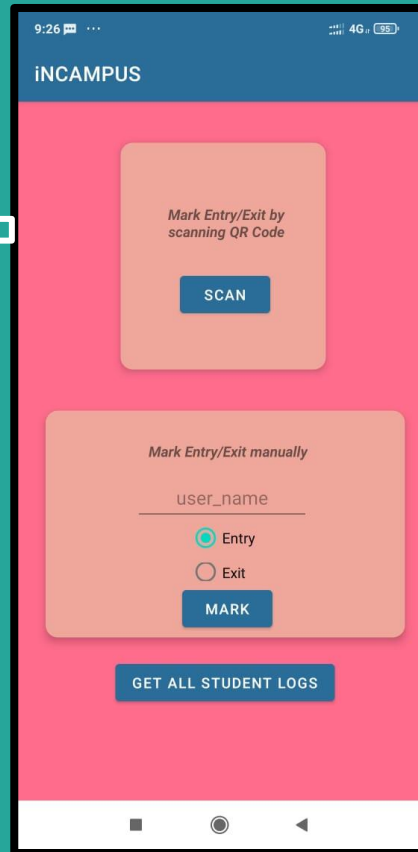 9:26 ... 4G 95
iNCAMPUS
Mark Entry/Exit by
scanning QR Code
SCAN
Mark Entry/Exit manually
user_name
Entry
Exit
MARK
GET ALL STUDENT LOGS